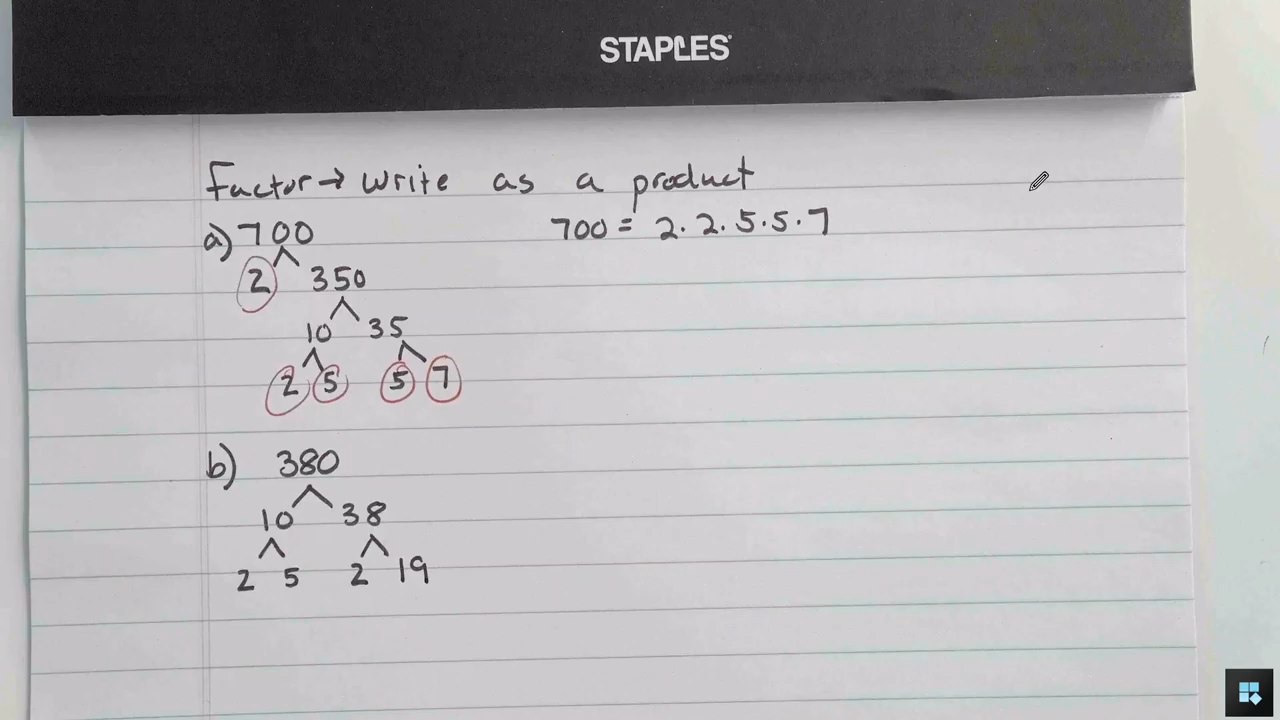 STAPLES
Factor → Write as a product
a) 700
700 = 2 · 2 · 5 · 5 · 7
2 350
10 35
2 5 5 7
b) 380
10 38
2 5 2 19